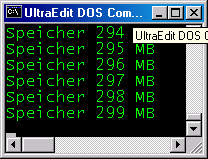 UltraEdit DOS Com...
Speicher 294
UltraEdit DOS C
Speicher 295 MB
Speicher 296 MB
Speicher 297 MB
Speicher 298 MB
Speicher 299 MB